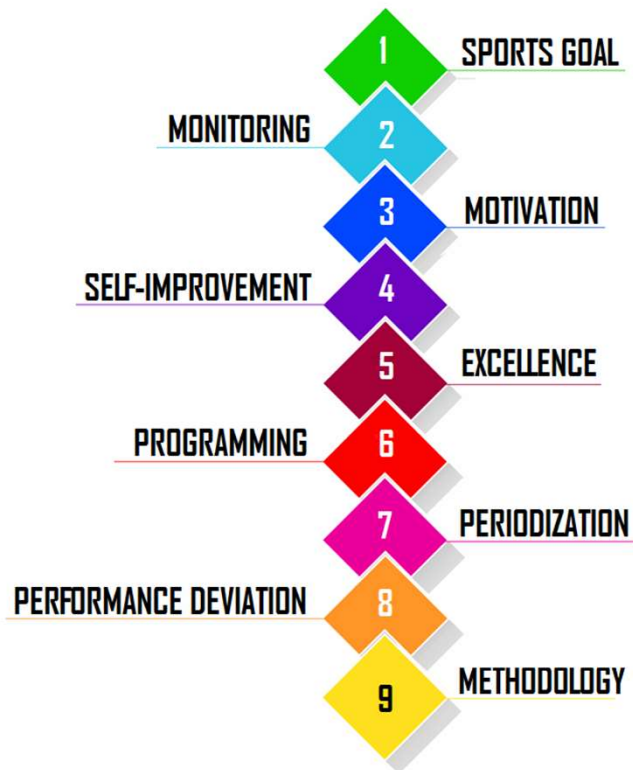 1
SPORTS GOAL
MONITORING
2
3
MOTIVATION
SELF-IMPROVEMENT
4
5
EXCELLENCE
PROGRAMMING
6
7
PERIODIZATION
PERFORMANCE DEVIATION
8
9
METHODOLOGY